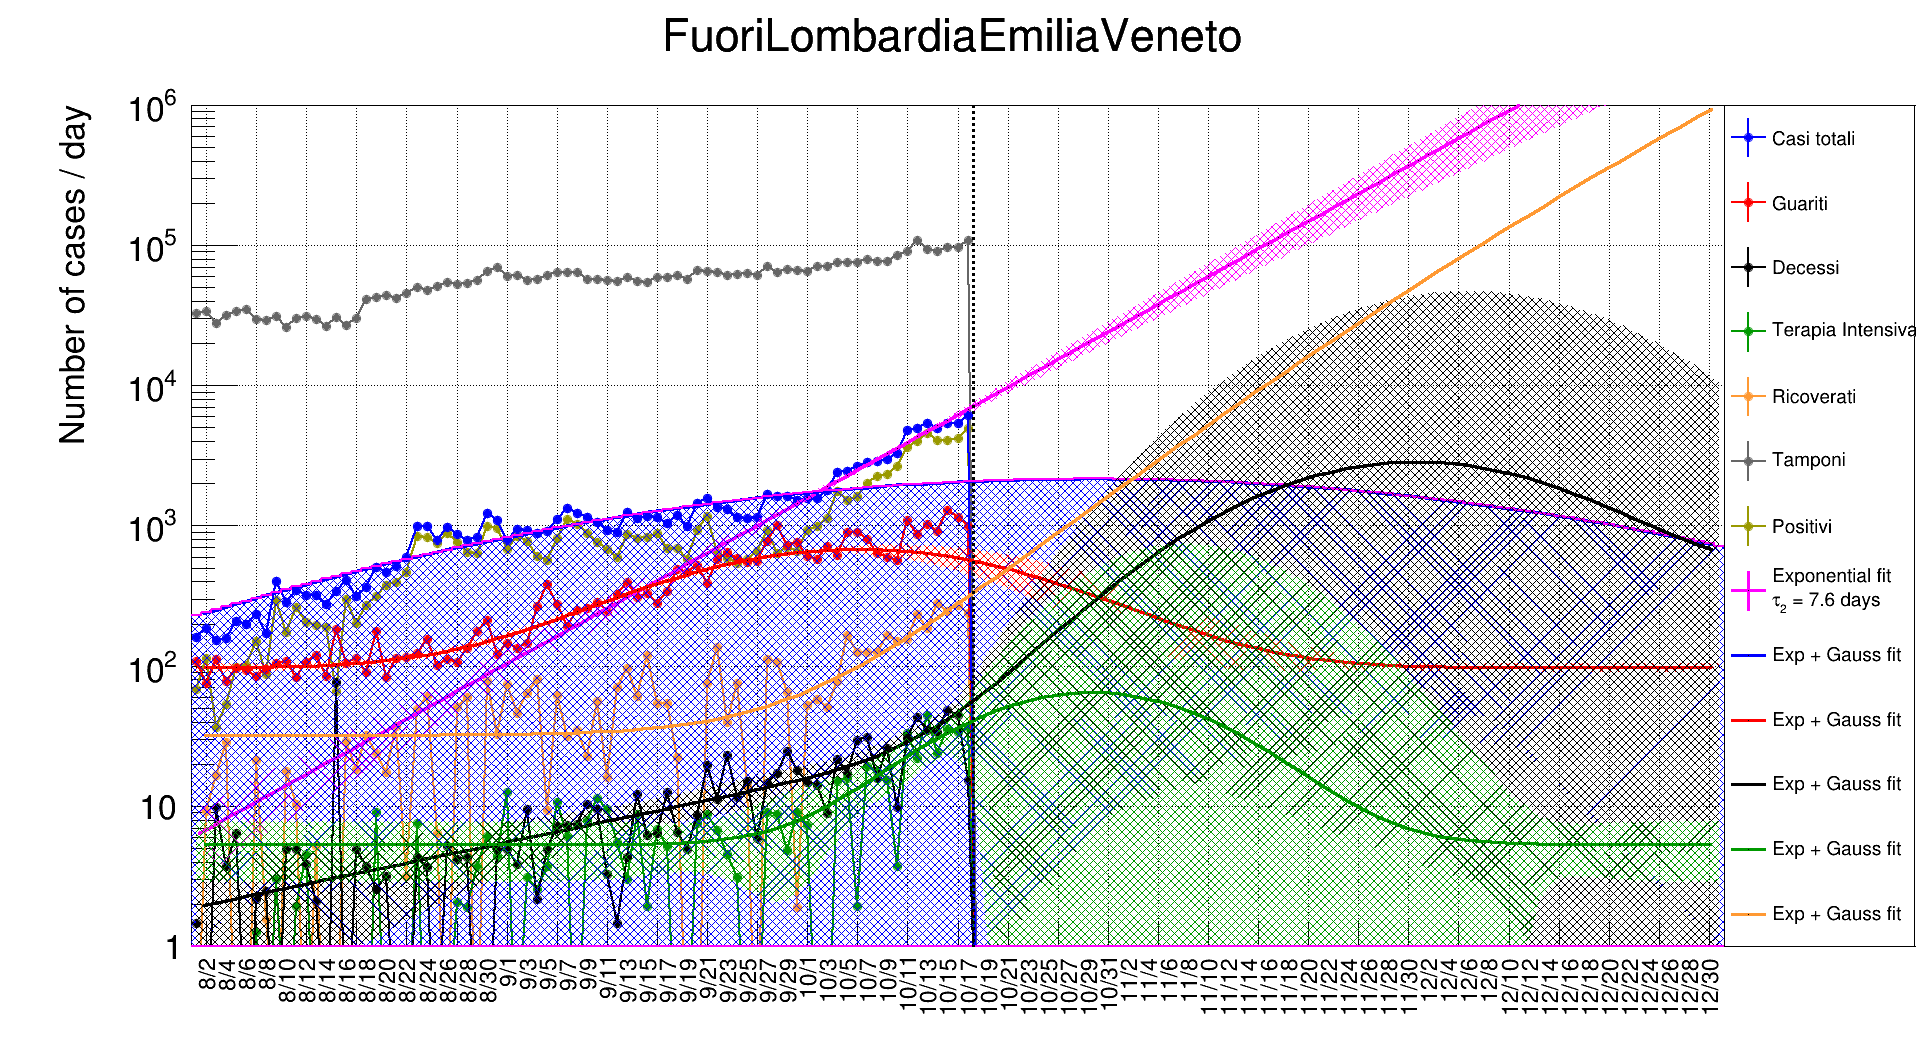 FuoriLombardiaEmiliaVeneto
Number of cases / day
10^6
10^5
10^4
10^3
10^2
10
1
8/2 8/4 8/6 8/8 8/10 8/12 8/14 8/16 8/18 8/20 8/22 8/24 8/26 8/28 8/30 9/1 9/3 9/5 9/7 9/9 9/11 9/13 9/15 9/17 9/19 9/21 9/23 9/25 9/27 9/29 10/1 10/3 10/5 10/7 10/9 10/11 10/13 10/15 10/17 10/19 10/21 10/23 10/25 10/27 10/29 10/31 11/2 11/4 11/6 11/8 11/10 11/12 11/14 11/16 11/18 11/20 11/22 11/24 11/26 11/28 11/30 12/2 12/4 12/6 12/8 12/10 12/12 12/14 12/16 12/18 12/20 12/22 12/24 12/26 12/28 12/30
Casi totali
Guariti
Decessi
Terapia Intensiva
Ricoverati
Tamponi
Positivi
Exponential fit
τ₂ = 7.6 days
Exp + Gauss fit
Exp + Gauss fit
Exp + Gauss fit
Exp + Gauss fit
Exp + Gauss fit